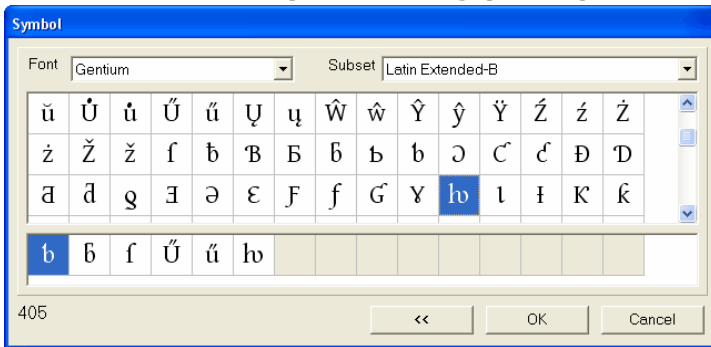 Symbol
Font Gentium Subset Latin Extended-B
ŭ Ů ů Ű ű Ų ų Ŵ ŵ Ŷ ŷ Ÿ Ź ź Ż
ż Ž ž ſ ƀ Ɓ Ƃ ƃ Ƅ ƅ Ɔ Ƈ ƈ Ɖ Ɗ
Ƌ ƌ ƍ Ǝ Ə Ɛ Ƒ ƒ Ɠ Ɣ ƕ Ɩ Ɨ Ƙ ƙ
ƅ ƃ ſ Ű ű ƕ
405 << OK Cancel